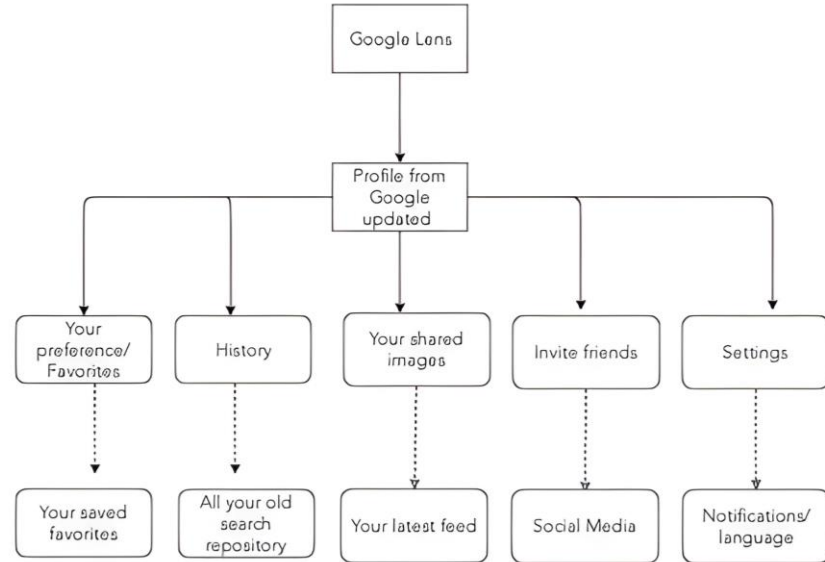 Google Lens
Profile from
Google
updated
Your
preference/
Favorites
History
Your shared
images
Invite friends
Settings
Your saved
favorites
All your old
search
repository
Your latest feed
Social Media
Notifications/
language